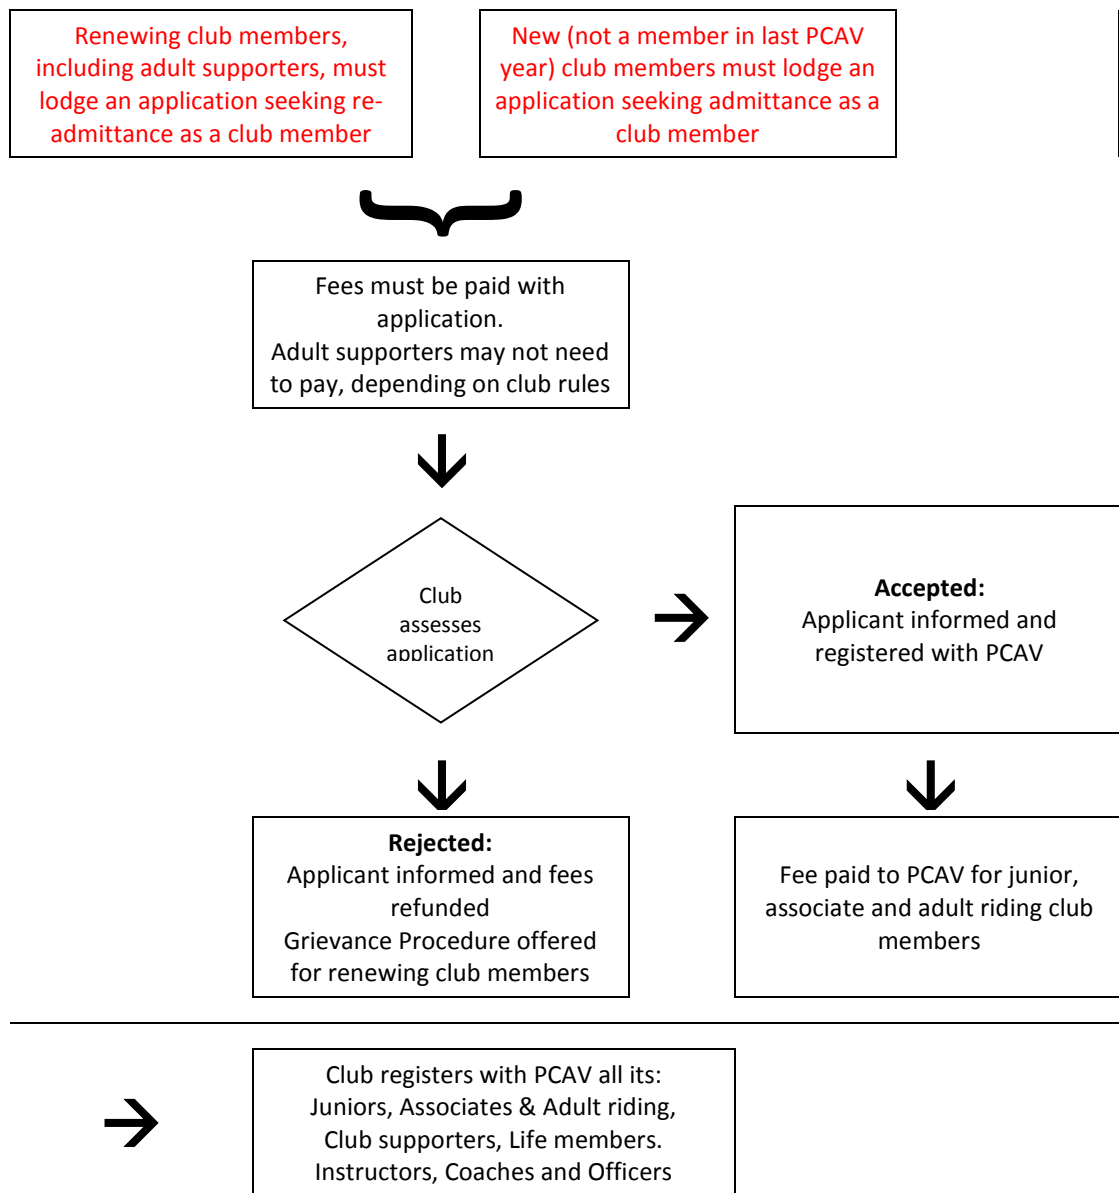 Renewing club members,
including adult supporters, must
lodge an application seeking re-
admittance as a club member
New (not a member in last PCAV
year) club members must lodge an
application seeking admittance as a
club member
Fees must be paid with
application.
Adult supporters may not need
to pay, depending on club rules
Club
assesses
application
Accepted:
Applicant informed and
registered with PCAV
Rejected:
Applicant informed and fees
refunded
Grievance Procedure offered
for renewing club members
Fee paid to PCAV for junior,
associate and adult riding club
members
Club registers with PCAV all its:
Juniors, Associates & Adult riding,
Club supporters, Life members.
Instructors, Coaches and Officers